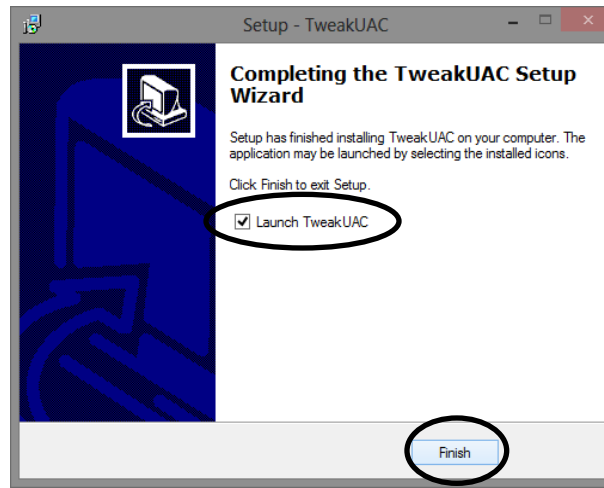 Setup - TweakUAC
Completing the TweakUAC Setup
Wizard
Setup has finished installing TweakUAC on your computer. The
application may be launched by selecting the installed icons.
Click Finish to exit Setup.
Launch TweakUAC
Finish